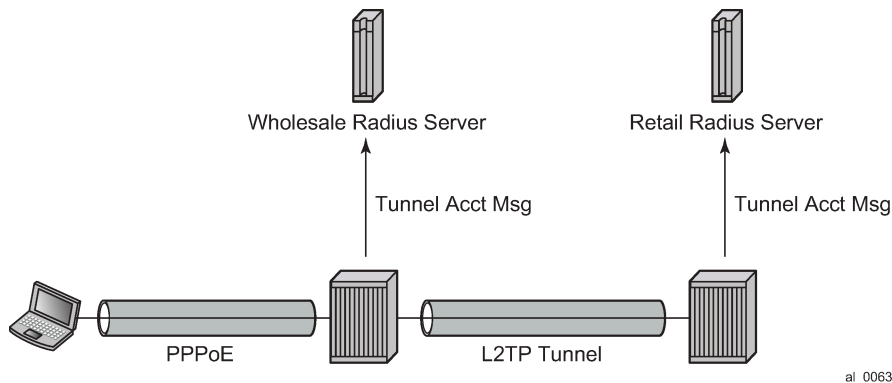 Wholesale Radius Server
Retail Radius Server
Tunnel Acct Msg
Tunnel Acct Msg
PPPoE
L2TP Tunnel
al_0063